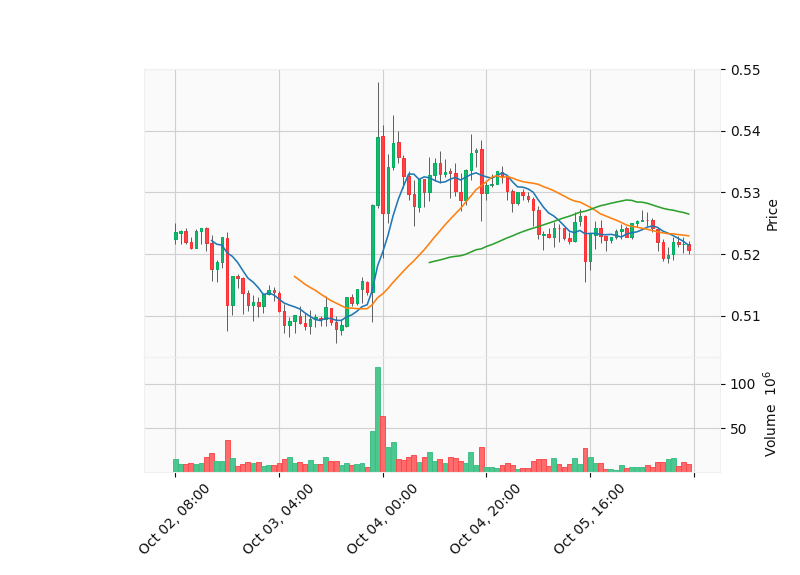 0.55
0.54
0.53
0.52
0.51
Price
100
50
Volume 10^6
Oct 02, 08:00
Oct 03, 04:00
Oct 04, 00:00
Oct 04, 20:00
Oct 05, 16:00